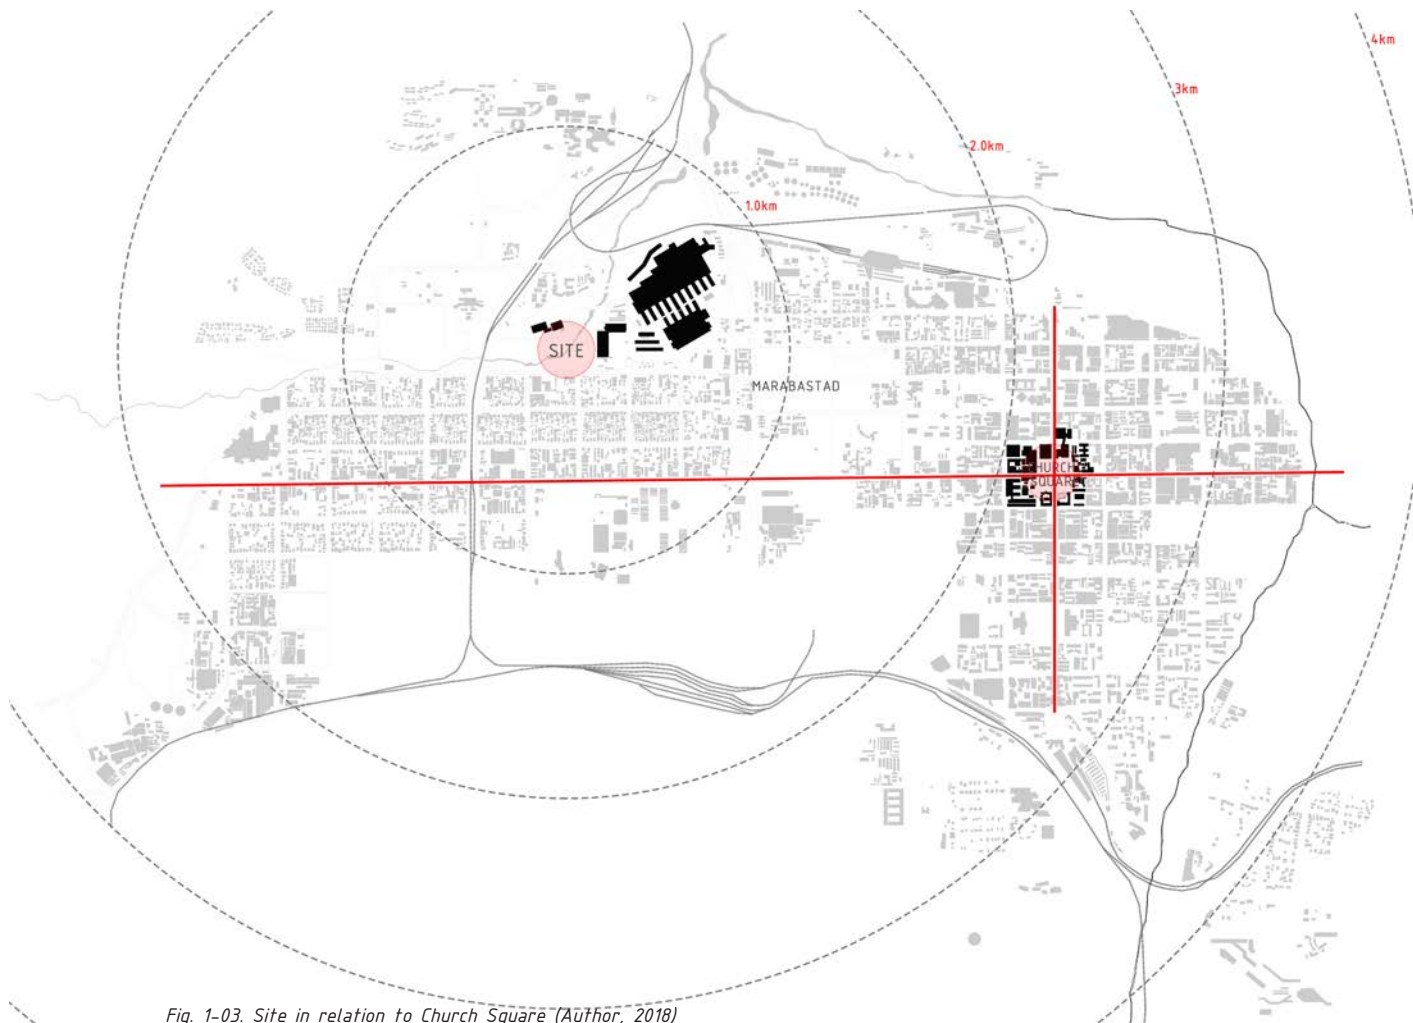 4km
3km
2.0km
1.0km
SITE
MARABASTAD
CHURCH
SQUARE
Fig. 1-03. Site in relation to Church Square (Author, 2018)